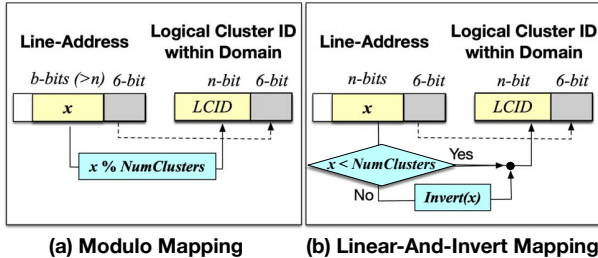 Line-Address
Logical Cluster ID
within Domain
b-bits (>n) 6-bit
n-bit 6-bit
x
LCID
x % NumClusters
(a) Modulo Mapping
Line-Address
Logical Cluster ID
within Domain
n-bits 6-bit
n-bit 6-bit
x
LCID
x < NumClusters
Yes
No
Invert(x)
(b) Linear-And-Invert Mapping